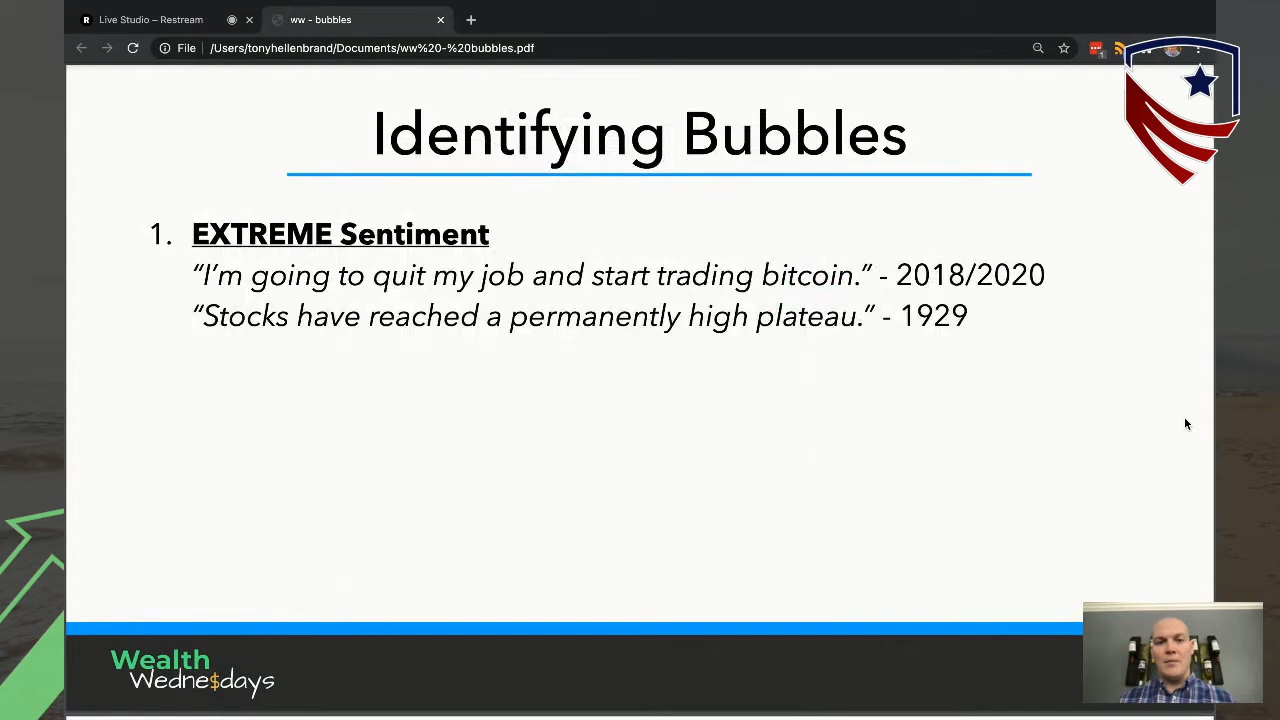 Live Studio – Restream
ww - bubbles
File
/Users/tonyhellenbrand/Documents/ww%20-%20bubbles.pdf
1
Identifying Bubbles
1. EXTREME Sentiment
“I’m going to quit my job and start trading bitcoin.” - 2018/2020
“Stocks have reached a permanently high plateau.” - 1929
Wealth
Wedne$days